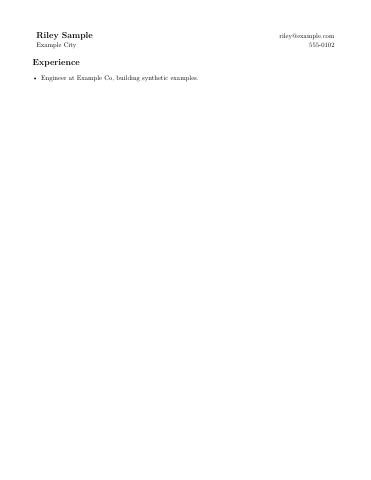 Riley Sample riley@example.com
Example City 555-0102
Experience
• Engineer at Example Co, building synthetic examples.